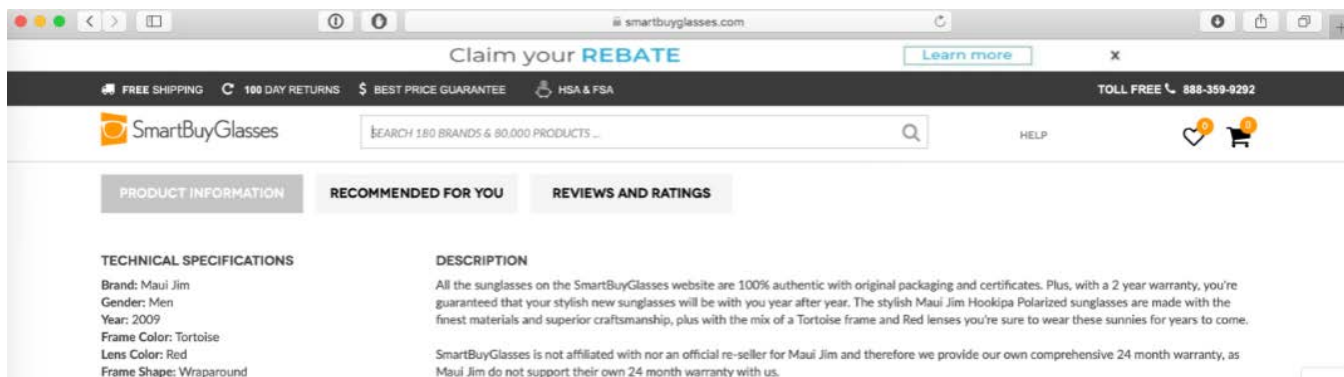 smartbuyglasses.com
Claim your REBATE
Learn more
x
FREE SHIPPING
100 DAY RETURNS
$ BEST PRICE GUARANTEE
HSA & FSA
TOLL FREE 888-359-9292
SmartBuyGlasses
SEARCH 180 BRANDS & 80,000 PRODUCTS ...
HELP
0
0
PRODUCT INFORMATION
RECOMMENDED FOR YOU
REVIEWS AND RATINGS
TECHNICAL SPECIFICATIONS
Brand: Maui Jim
Gender: Men
Year: 2009
Frame Color: Tortoise
Lens Color: Red
Frame Shape: Wraparound
DESCRIPTION
All the sunglasses on the SmartBuyGlasses website are 100% authentic with original packaging and certificates. Plus, with a 2 year warranty, you're
guaranteed that your stylish new sunglasses will be with you year after year. The stylish Maui Jim Hookipa Polarized sunglasses are made with the
finest materials and superior craftsmanship, plus with the mix of a Tortoise frame and Red lenses you're sure to wear these sunnies for years to come.
SmartBuyGlasses is not affiliated with nor an official re-seller for Maui Jim and therefore we provide our own comprehensive 24 month warranty, as
Maui Jim do not support their own 24 month warranty with us.